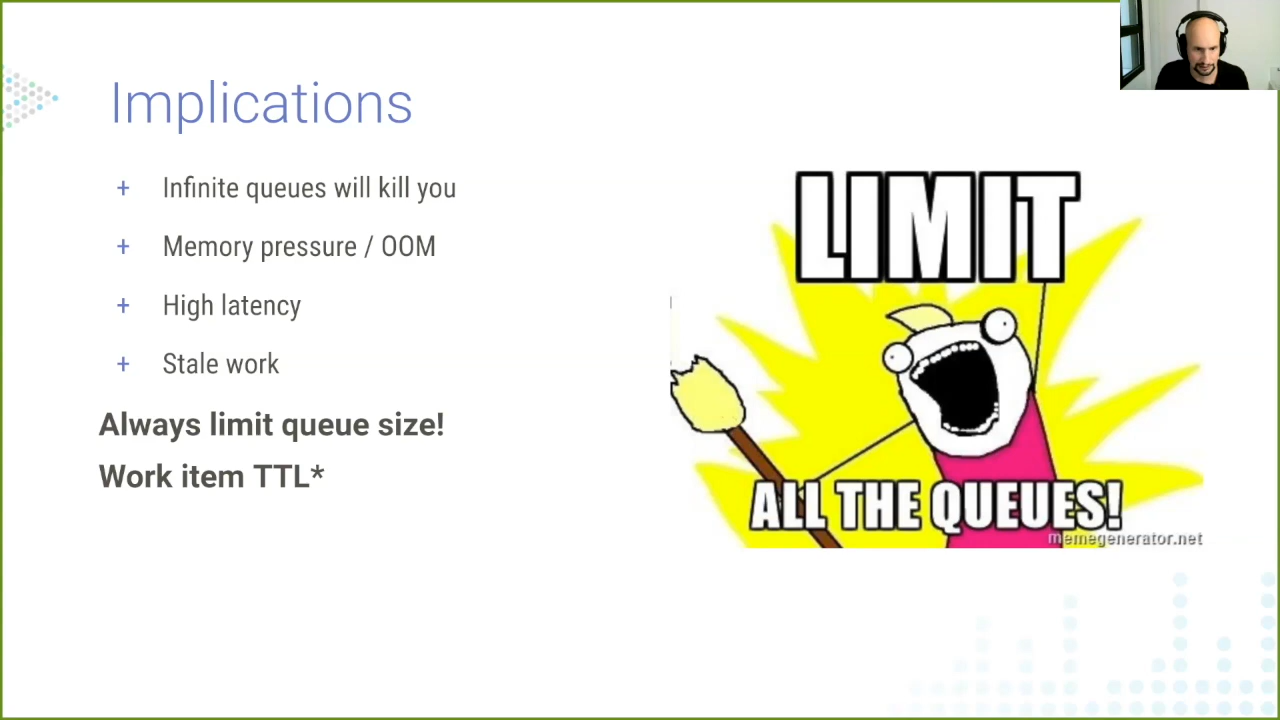 Implications
+ Infinite queues will kill you
+ Memory pressure / OOM
+ High latency
+ Stale work
Always limit queue size!
Work item TTL*
LIMIT
ALL THE QUEUES!
memegenerator.net